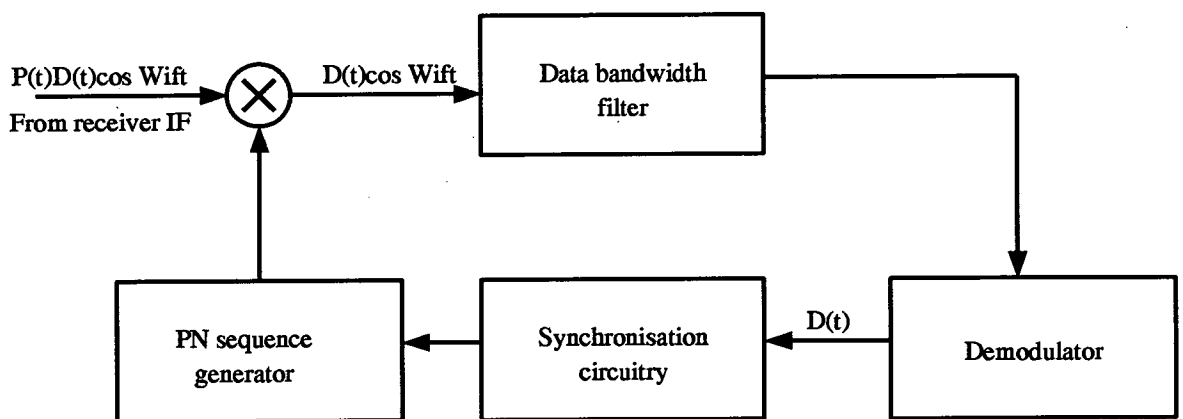 P(t)D(t)cos Wift
From receiver IF
D(t)cos Wift
Data bandwidth
filter
PN sequence
generator
Synchronisation
circuitry
D(t)
Demodulator